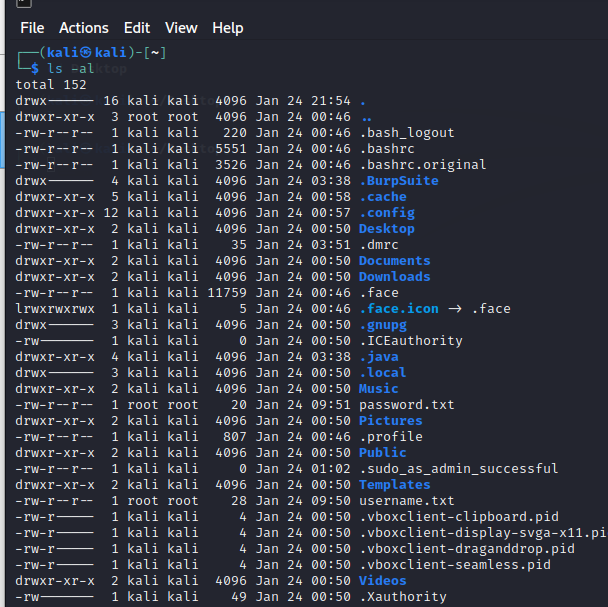 File Actions Edit View Help
┌──(kali㉿kali)-[~]
└─$ ls -al
total 152
drwx------ 16 kali kali 4096 Jan 24 21:54 .
drwxr-xr-x 3 root root 4096 Jan 24 00:46 ..
-rw-r--r-- 1 kali kali 220 Jan 24 00:46 .bash_logout
-rw-r--r-- 1 kali kali 5551 Jan 24 00:46 .bashrc
-rw-r--r-- 1 kali kali 3526 Jan 24 00:46 .bashrc.original
drwx------ 4 kali kali 4096 Jan 24 03:38 .BurpSuite
drwxr-xr-x 5 kali kali 4096 Jan 24 00:58 .cache
drwxr-xr-x 12 kali kali 4096 Jan 24 00:57 .config
drwxr-xr-x 2 kali kali 4096 Jan 24 00:50 Desktop
-rw-r--r-- 1 kali kali 35 Jan 24 03:51 .dmrc
drwxr-xr-x 2 kali kali 4096 Jan 24 00:50 Documents
drwxr-xr-x 2 kali kali 4096 Jan 24 00:50 Downloads
-rw-r--r-- 1 kali kali 11759 Jan 24 00:46 .face
lrwxrwxrwx 1 kali kali 5 Jan 24 00:46 .face.icon -> .face
drwx------ 3 kali kali 4096 Jan 24 00:50 .gnupg
-rw------- 1 kali kali 0 Jan 24 00:50 .ICEauthority
drwxr-xr-x 4 kali kali 4096 Jan 24 03:38 .java
drwx------ 3 kali kali 4096 Jan 24 00:50 .local
drwxr-xr-x 2 kali kali 4096 Jan 24 00:50 Music
-rw-r--r-- 1 root root 20 Jan 24 09:51 password.txt
drwxr-xr-x 2 kali kali 4096 Jan 24 00:50 Pictures
-rw-r--r-- 1 kali kali 807 Jan 24 00:46 .profile
drwxr-xr-x 2 kali kali 4096 Jan 24 00:50 Public
-rw-r--r-- 1 kali kali 0 Jan 24 01:02 .sudo_as_admin_successful
drwxr-xr-x 2 kali kali 4096 Jan 24 00:50 Templates
-rw-r--r-- 1 root root 28 Jan 24 09:50 username.txt
-rw-r----- 1 kali kali 4 Jan 24 00:50 .vboxclient-clipboard.pid
-rw-r----- 1 kali kali 4 Jan 24 00:50 .vboxclient-display-svga-x11.pi
-rw-r----- 1 kali kali 4 Jan 24 00:50 .vboxclient-draganddrop.pid
-rw-r----- 1 kali kali 4 Jan 24 00:50 .vboxclient-seamless.pid
drwxr-xr-x 2 kali kali 4096 Jan 24 00:50 Videos
-rw------- 1 kali kali 49 Jan 24 00:50 .Xauthority